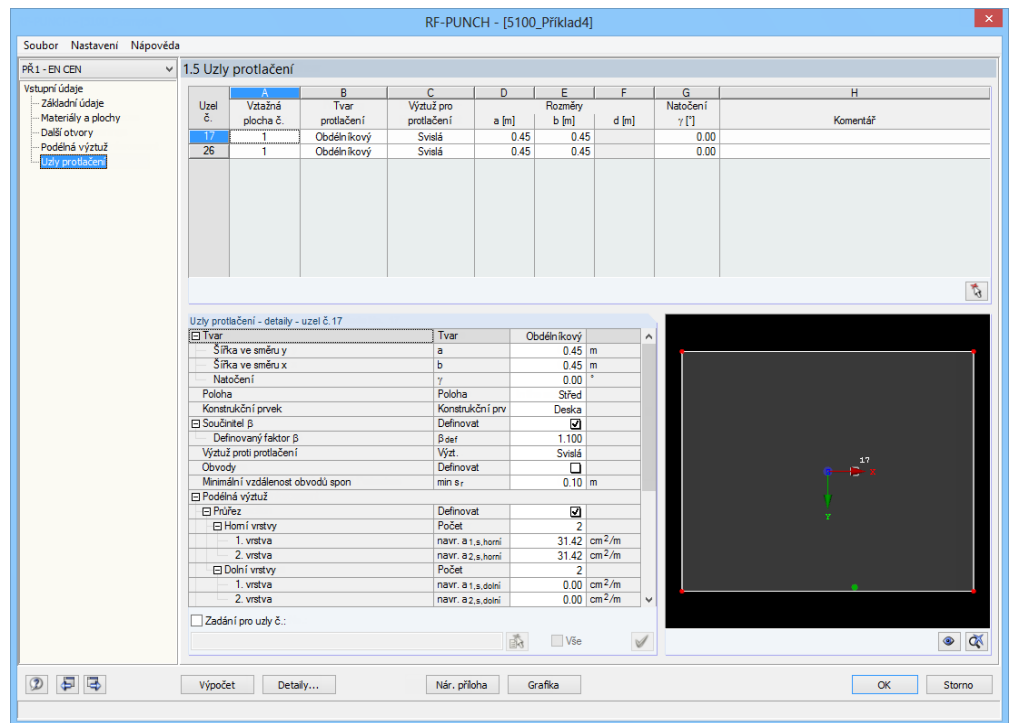 RF-PUNCH - [5100_Příklad4]
Soubor Nastavení Nápověda
PŘ.1 - EN CEN
1.5 Uzly protlačení
Vstupní údaje
Základní údaje
Materiály a plochy
Další otvory
Podélná výztuž
Uzly protlačení
A B C D E F G H
Uzel Vztažná Tvar Výztuž pro Rozměry Natočení
č. plocha č. protlačení protlačení a [m] b [m] d [m] γ [°] Komentář
17 1 Obdélníkový Svislá 0.45 0.45 0.00
26 1 Obdélníkový Svislá 0.45 0.45 0.00
Uzly protlačení - detaily - uzel č.17
Tvar Tvar Obdélníkový
Šířka ve směru y a 0.45 m
Šířka ve směru x b 0.45 m
Natočení γ 0.00 °
Poloha Poloha Střed
Konstrukční prvek Konstrukční prv Deska
Součinitel β Definovat
Definovaný faktor β βdef 1.100
Výztuž proti protlačení Výzt. Svislá
Obvody Definovat
Minimální vzdálenost obvodů spon min sr 0.10 m
Podélná výztuž
Průřez Definovat
Horní vrstvy Počet 2
1. vrstva navr. a1,s,horní 31.42 cm2/m
2. vrstva navr. a2,s,horní 31.42 cm2/m
Dolní vrstvy Počet 2
1. vrstva navr. a1,s,dolní 0.00 cm2/m
2. vrstva navr. a2,s,dolní 0.00 cm2/m
17
X
Y
Zadání pro uzly č.:
Vše
Výpočet Detaily... Nár. příloha Grafika OK Storno